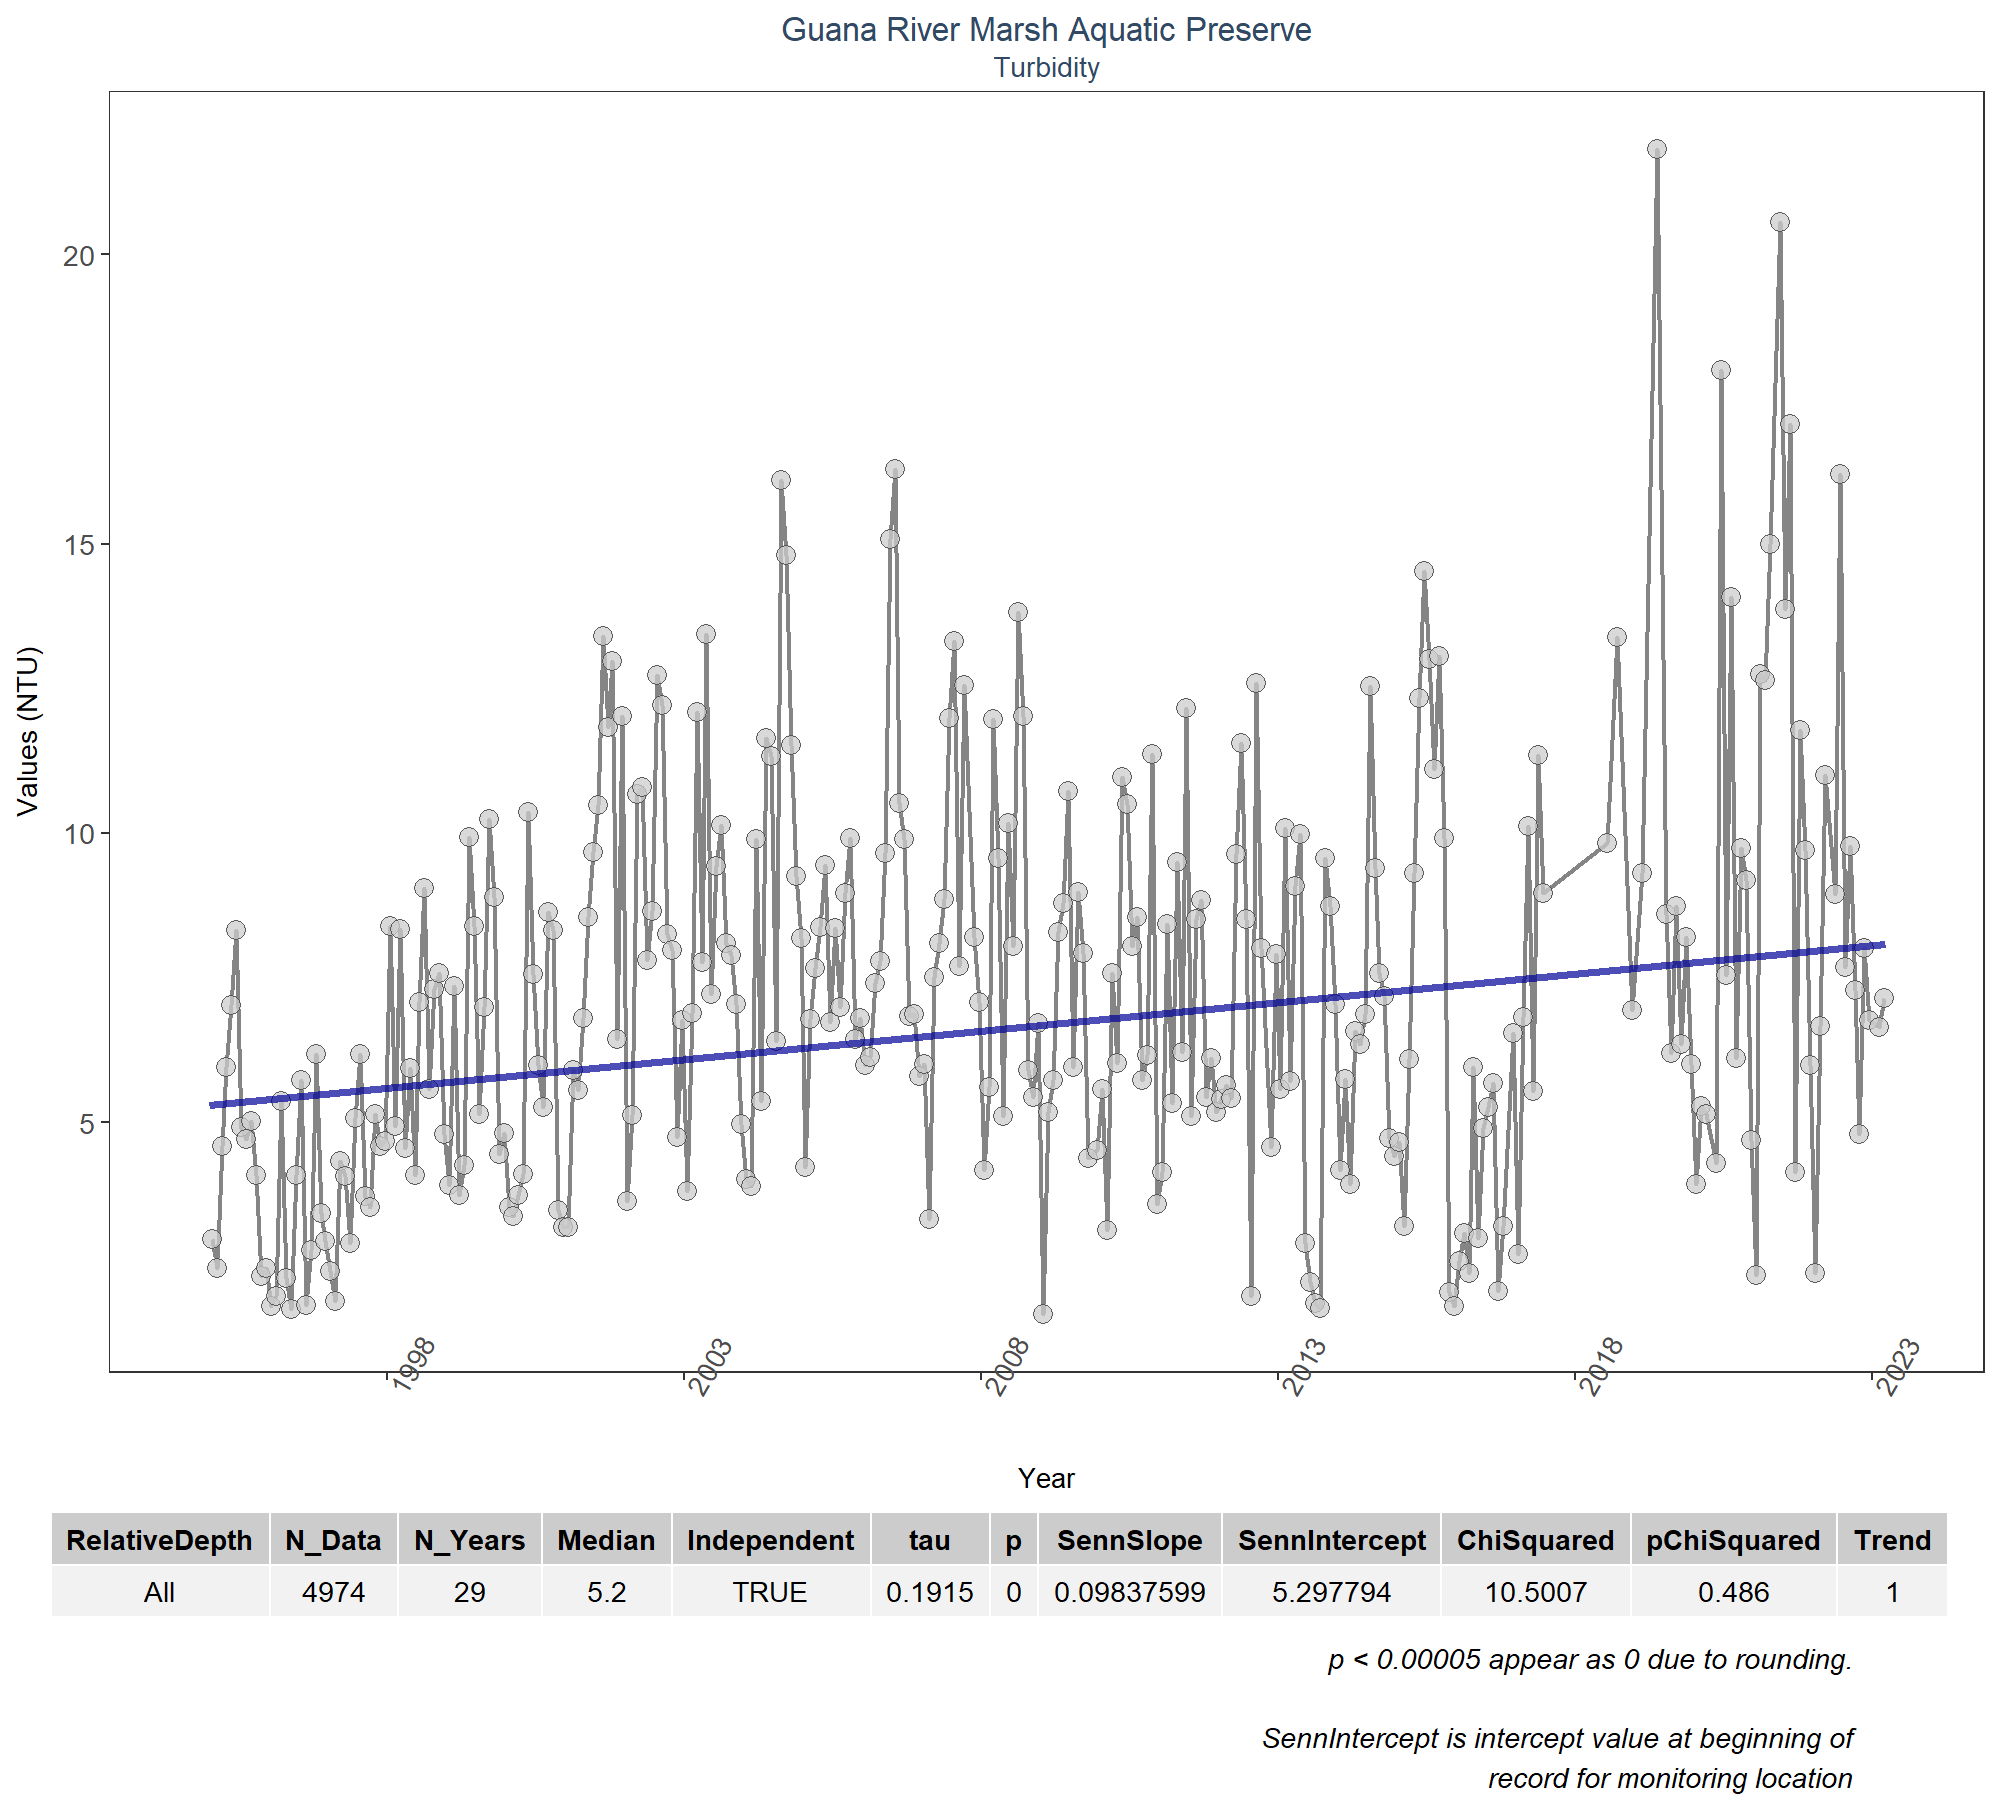 Guana River Marsh Aquatic Preserve
Turbidity
Values (NTU)
20
15
10
5
1998 2003 2008 2013 2018 2023
Year
RelativeDepth N_Data N_Years Median Independent tau p SennSlope SennIntercept ChiSquared pChiSquared Trend
All 4974 29 5.2 TRUE 0.1915 0 0.09837599 5.297794 10.5007 0.486 1
p < 0.00005 appear as 0 due to rounding.
SennIntercept is intercept value at beginning of
record for monitoring location